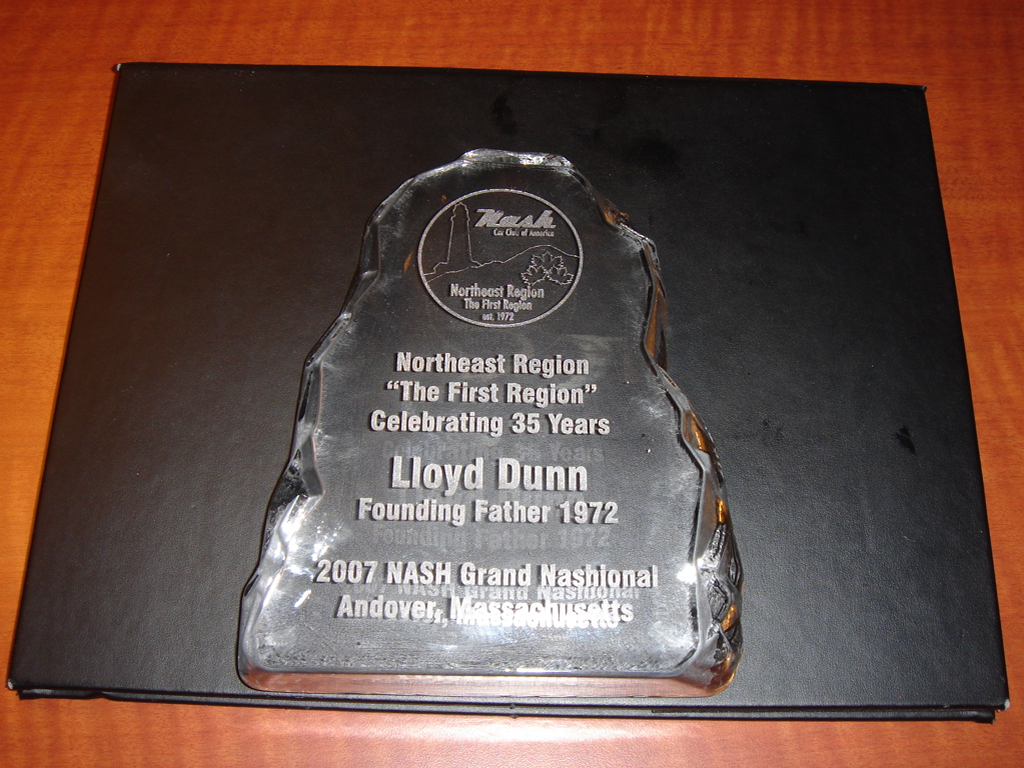 Nash
Car Club of America
Northeast Region
The First Region
est. 1972
Northeast Region
“The First Region”
Celebrating 35 Years
Lloyd Dunn
Founding Father 1972
2007 NASH Grand Nashional
Andover, Massachusetts